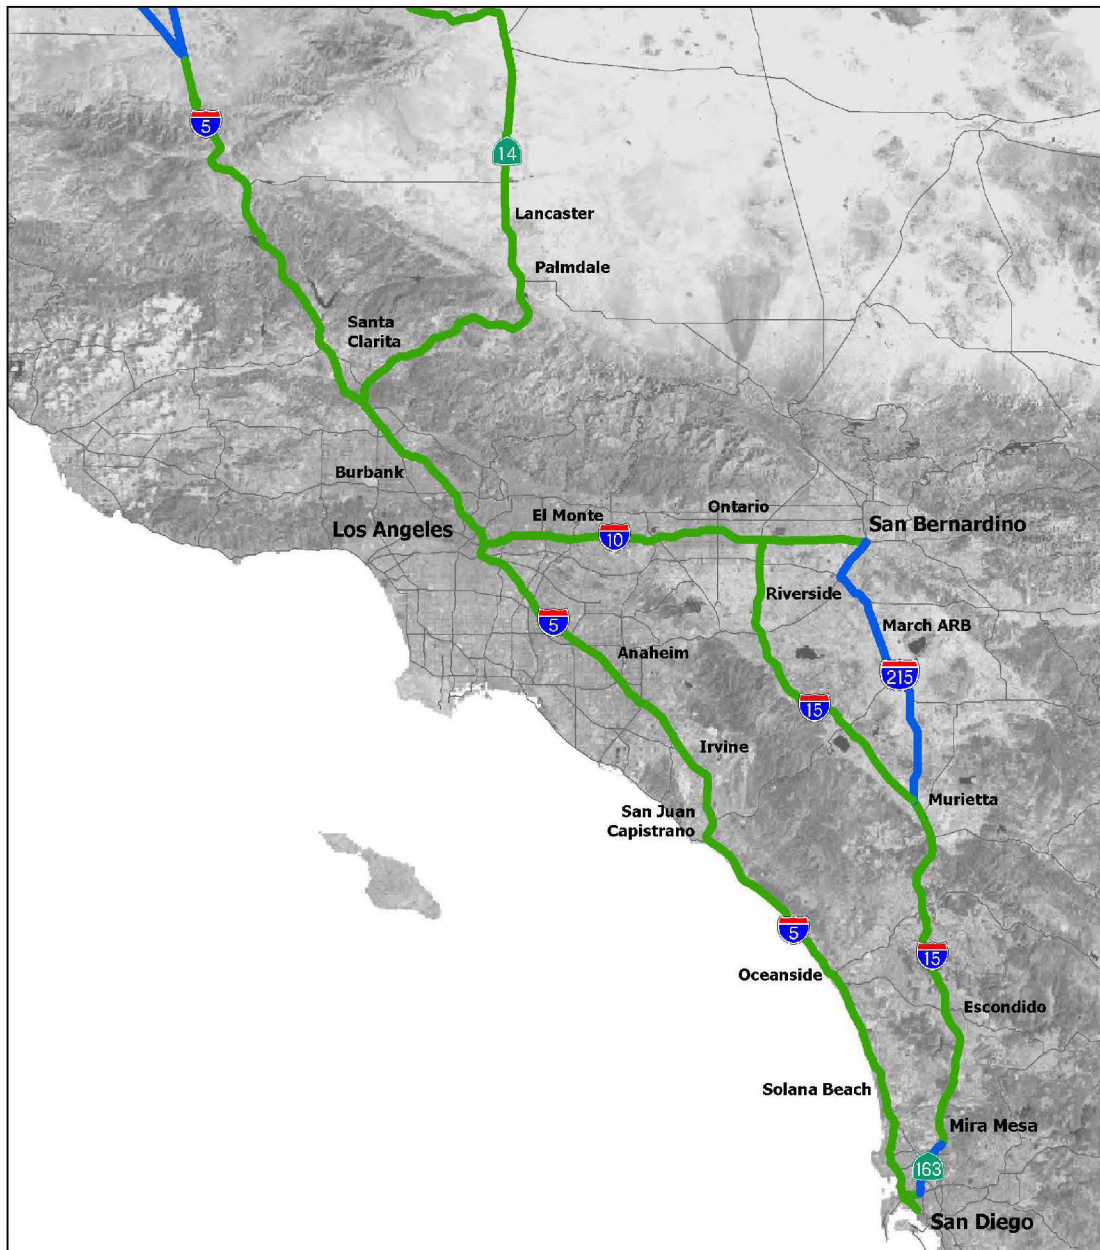 5
14
Lancaster
Palmdale
Santa
Clarita
Burbank
Los Angeles
El Monte
10
Ontario
San Bernardino
Riverside
5
March ARB
Anaheim
215
15
Irvine
Murietta
San Juan
Capistrano
5
15
Oceanside
Escondido
Solana Beach
Mira Mesa
163
San Diego